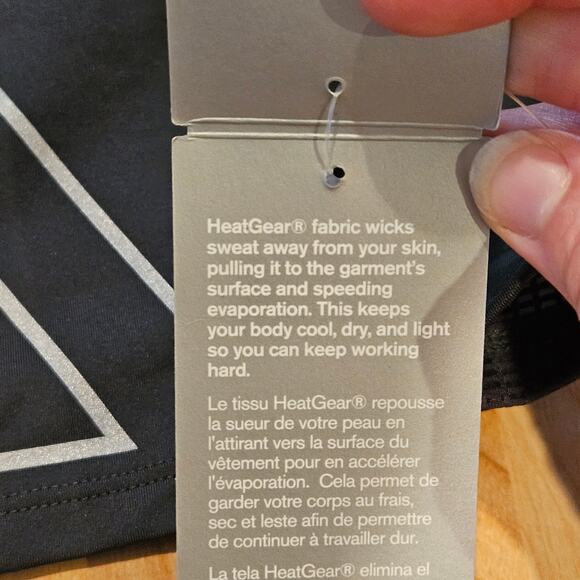 HeatGear® fabric wicks
sweat away from your skin,
pulling it to the garment's
surface and speeding
evaporation. This keeps
your body cool, dry, and light
so you can keep working
hard.
Le tissu HeatGear® repousse
la sueur de votre peau en
l'attirant vers la surface du
vêtement pour en accélérer
l'évaporation. Cela permet de
garder votre corps au frais,
sec et leste afin de permettre
de continuer à travailler dur.
La tela HeatGear® elimina el